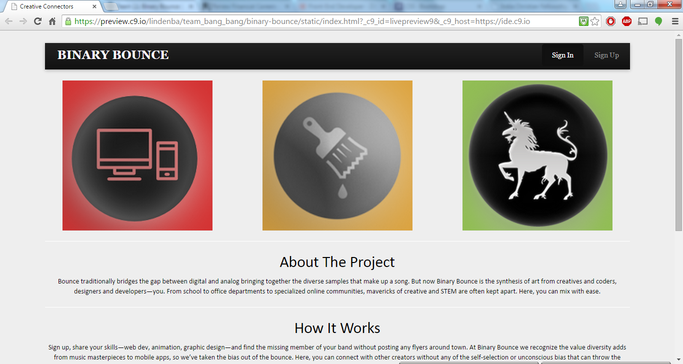 Creative Connectors
https://preview.c9.io/lindenba/team_bang_bang/binary-bounce/static/index.html?_c9_id=livepreview9&_c9_host=https://ide.c9.io
BINARY BOUNCE
Sign In
Sign Up
About The Project
Bounce traditionally bridges the gap between digital and analog bringing together the diverse samples that make up a song. But now Binary Bounce is the synthesis of art from creatives and coders,
designers and developers—you. From school to office departments to specialized online communities, mavericks of creative and STEM are often kept apart. Here, you can mix with ease.
How It Works
Sign up, share your skills—web dev, animation, graphic design—and find the missing member of your band without posting any flyers around town. At Binary Bounce we recognize the value diversity adds
from music masterpieces to mobile apps, so we've taken the bias out of the bounce. Here, you can connect with other creators without any of the self-selection or unconscious bias that can throw the